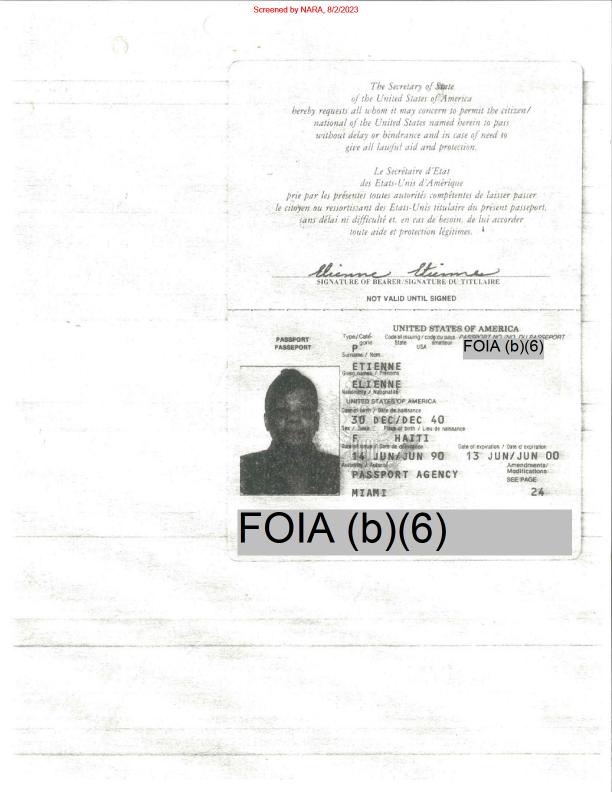 Screened by NARA, 8/2/2023
The Secretary of State
of the United States of America
hereby requests all whom it may concern to permit the citizen/
national of the United States named herein to pass
without delay or hindrance and in case of need to
give all lawful aid and protection.
Le Secrétaire d'Etat
des Etats-Unis d'Amérique
prie par les présentes toutes autorités compétentes de laisser passer
le citoyen ou ressortissant des Etats-Unis titulaire du présent passeport,
sans délai ni difficulté et, en cas de besoin, de lui accorder
toute aide et protection légitimes.
Elienne Etienne
SIGNATURE OF BEARER/SIGNATURE DU TITULAIRE
NOT VALID UNTIL SIGNED
UNITED STATES OF AMERICA
PASSPORT
PASSEPORT
Type/Caté-
gorie
P
Code of issuing / code du pays
State USA émetteur
PASSPORT NO./NO. DU PASSEPORT
FOIA (b)(6)
Surname / Nom
ETIENNE
Given names / Prénoms
ELIENNE
Nationality / Nationalité
UNITED STATES OF AMERICA
Date of birth / Date de naissance
30 DEC/DEC 40
Sex / Sexe Place of birth / Lieu de naissance
F HAITI
Date of issue / Date de délivrance Date of expiration / Date d'expiration
14 JUN/JUN 90 13 JUN/JUN 00
Authority / Autorité
Amendments/
Modifications
PASSPORT AGENCY
SEE PAGE
MIAMI 24
FOIA (b)(6)